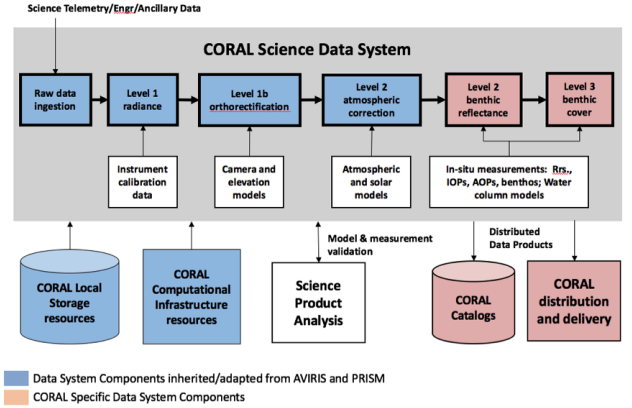 Science Telemetry/Engr/Ancillary Data
CORAL Science Data System
Raw data
ingestion
Level 1
radiance
Level 1b
orthorectification
Level 2
atmospheric
correction
Level 2
benthic
reflectance
Level 3
benthic
cover
Instrument
calibration
data
Camera and
elevation
models
Atmospheric
and solar
models
In-situ measurements: Rrs.,
IOPs, AOPs, benthos; Water
column models
Model & measurement
validation
Distributed
Data Products
CORAL Local
Storage
resources
CORAL
Computational
Infrastructure
resources
Science
Product
Analysis
CORAL
Catalogs
CORAL
distribution
and delivery
Data System Components inherited/adapted from AVIRIS and PRISM
CORAL Specific Data System Components